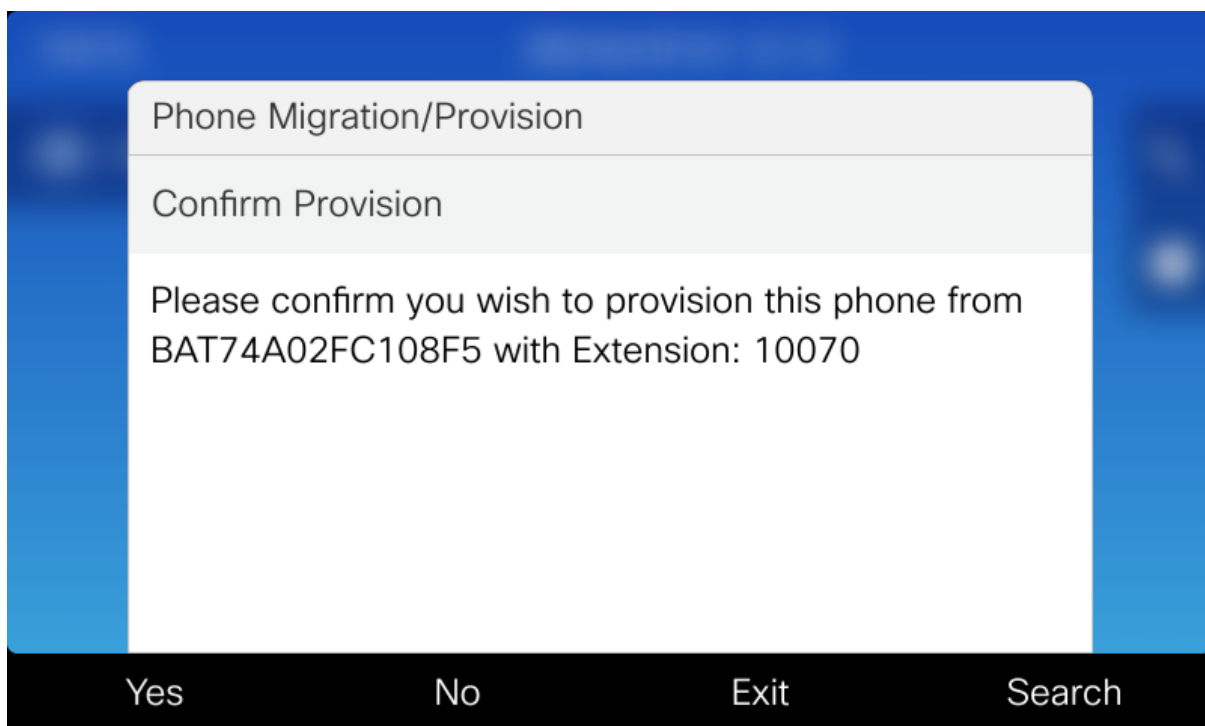 Phone Migration/Provision
Confirm Provision
Please confirm you wish to provision this phone from
BAT74A02FC108F5 with Extension: 10070
Yes No Exit Search